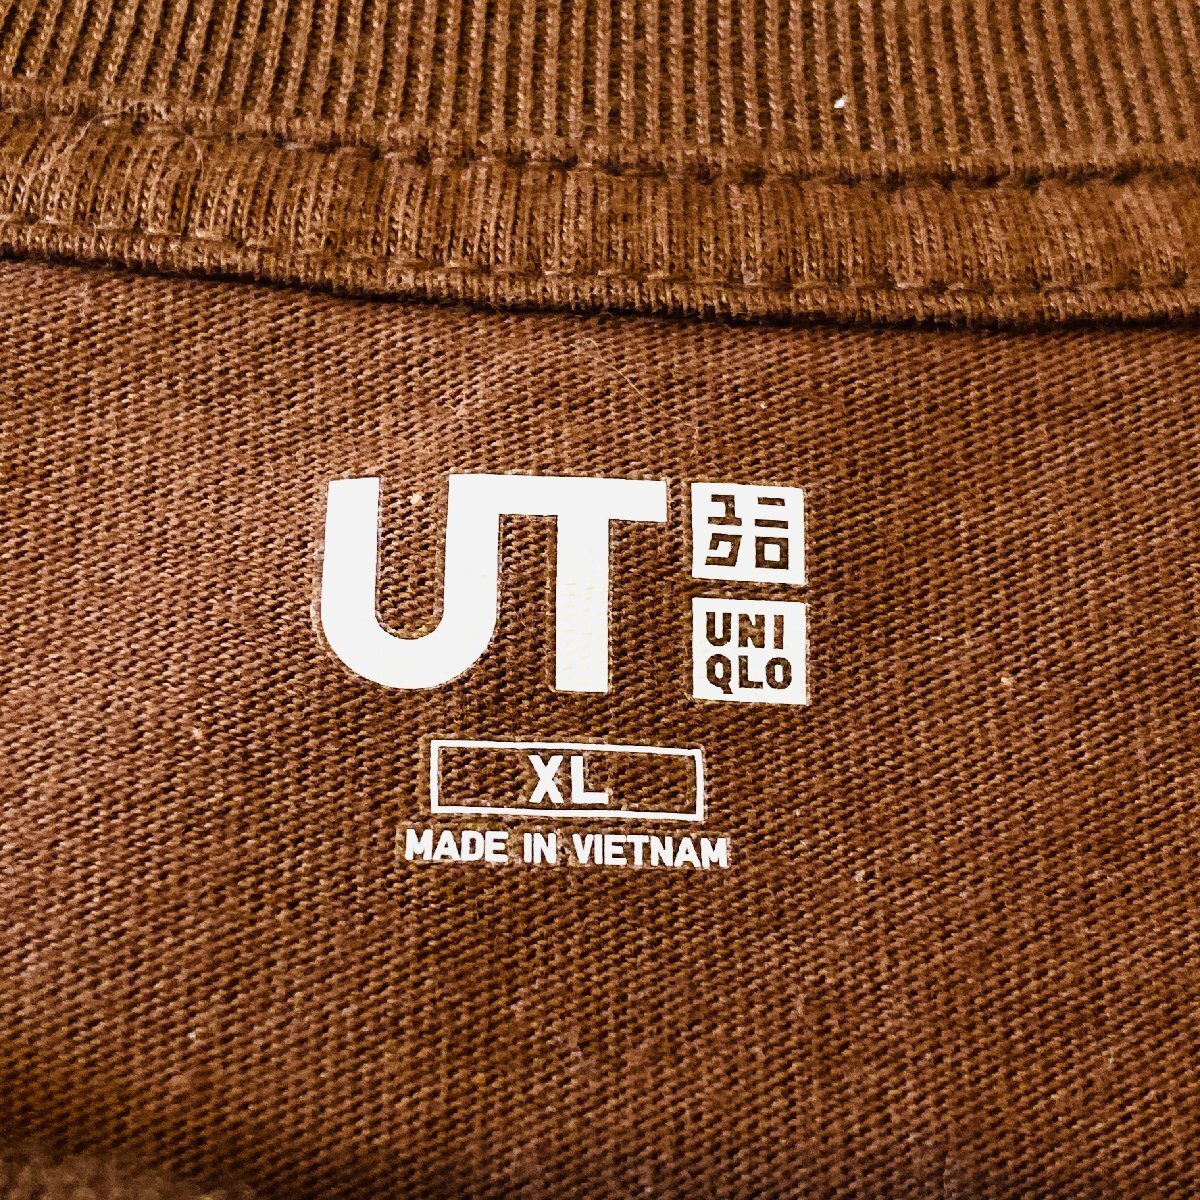 UT
ユニ
クロ
UNI
QLO
XL
MADE IN VIETNAM